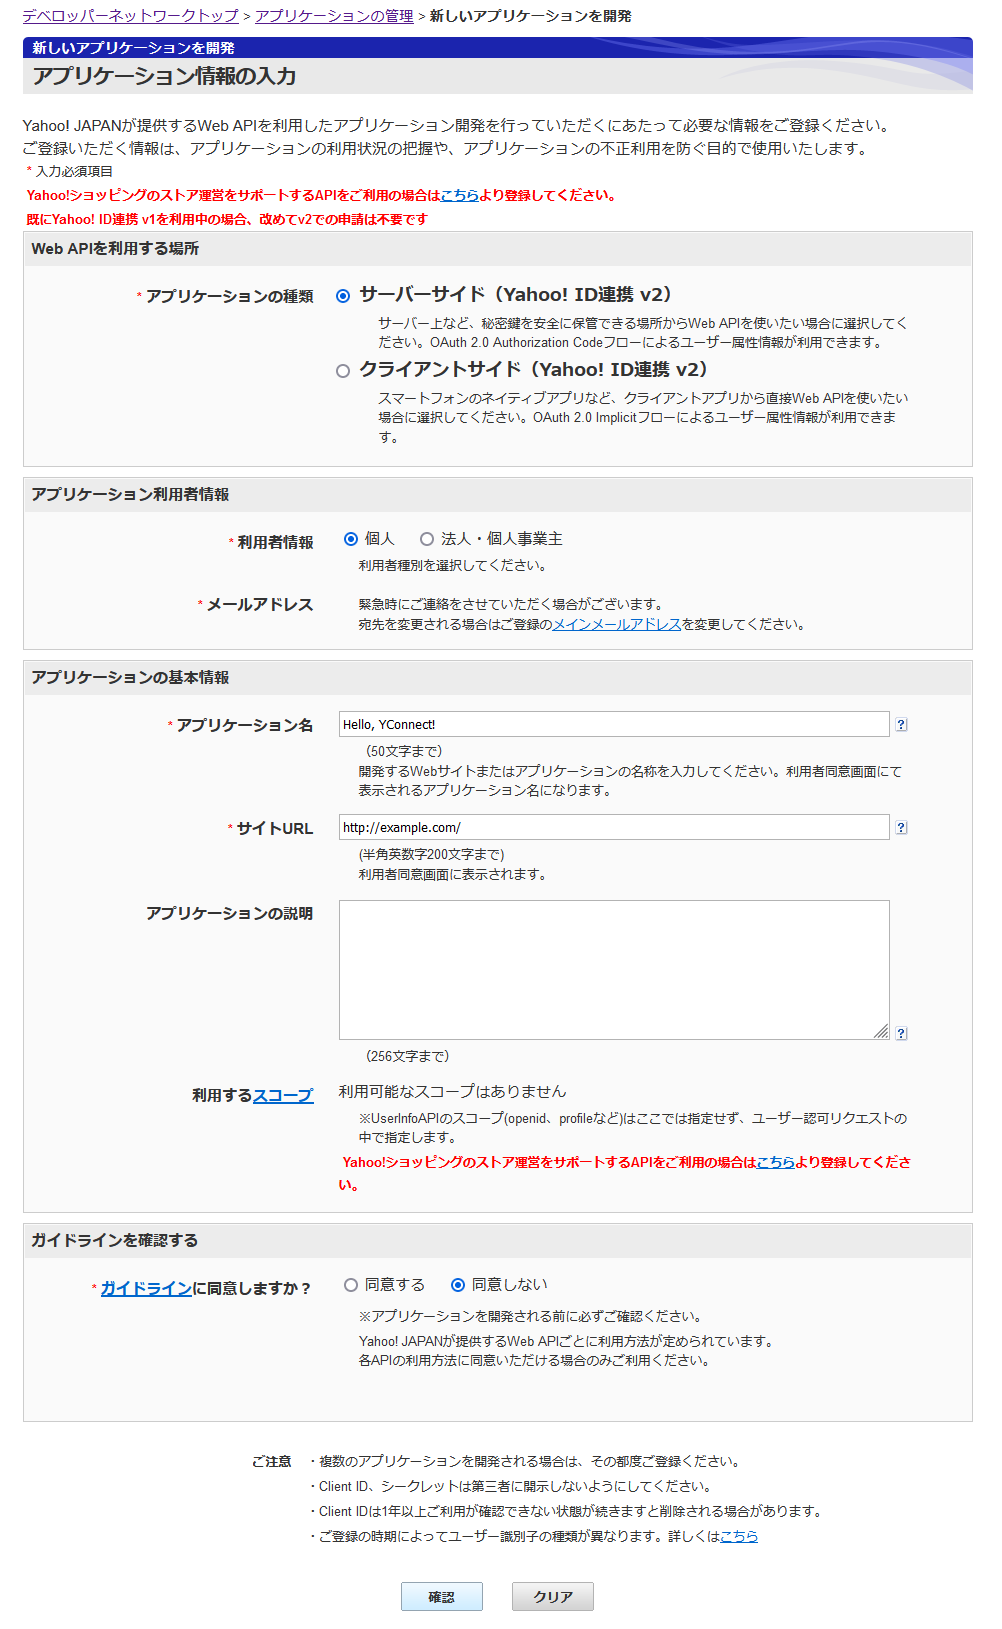 デベロッパーネットワークトップ > アプリケーションの管理 > 新しいアプリケーションを開発
新しいアプリケーションを開発
アプリケーション情報の入力
Yahoo! JAPANが提供するWeb APIを利用したアプリケーション開発を行っていただくにあたって必要な情報をご登録ください。
ご登録いただく情報は、アプリケーションの利用状況の把握や、アプリケーションの不正利用を防ぐ目的で使用いたします。
* 入力必須項目
Yahoo!ショッピングのストア運営をサポートするAPIをご利用の場合はこちらより登録してください。
既にYahoo! ID連携 v1を利用中の場合、改めてv2での申請は不要です
Web APIを利用する場所
* アプリケーションの種類
サーバーサイド（Yahoo! ID連携 v2）
サーバー上など、秘密鍵を安全に保管できる場所からWeb APIを使いたい場合に選択してく
ださい。OAuth 2.0 Authorization Codeフローによるユーザー属性情報が利用できます。
クライアントサイド（Yahoo! ID連携 v2）
スマートフォンのネイティブアプリなど、クライアントアプリから直接Web APIを使いたい
場合に選択してください。OAuth 2.0 Implicitフローによるユーザー属性情報が利用できま
す。
アプリケーション利用者情報
* 利用者情報
個人 法人・個人事業主
利用者種別を選択してください。
* メールアドレス
緊急時にご連絡をさせていただく場合がございます。
宛先を変更される場合はご登録のメインメールアドレスを変更してください。
アプリケーションの基本情報
* アプリケーション名
Hello, YConnect! ?
（50文字まで）
開発するWebサイトまたはアプリケーションの名称を入力してください。利用者同意画面にて
表示されるアプリケーション名になります。
* サイトURL
http://example.com/ ?
(半角英数字200文字まで)
利用者同意画面に表示されます。
アプリケーションの説明
?
（256文字まで）
利用するスコープ
利用可能なスコープはありません
※UserInfoAPIのスコープ(openid、profileなど)はここでは指定せず、ユーザー認可リクエストの
中で指定します。
Yahoo!ショッピングのストア運営をサポートするAPIをご利用の場合はこちらより登録してくださ
い。
ガイドラインを確認する
* ガイドラインに同意しますか？
同意する 同意しない
※アプリケーションを開発される前に必ずご確認ください。
Yahoo! JAPANが提供するWeb APIごとに利用方法が定められています。
各APIの利用方法に同意いただける場合のみご利用ください。
ご注意 ・複数のアプリケーションを開発される場合は、その都度ご登録ください。
・Client ID、シークレットは第三者に開示しないようにしてください。
・Client IDは1年以上ご利用が確認できない状態が続きますと削除される場合があります。
・ご登録の時期によってユーザー識別子の種類が異なります。詳しくはこちら
確認 クリア